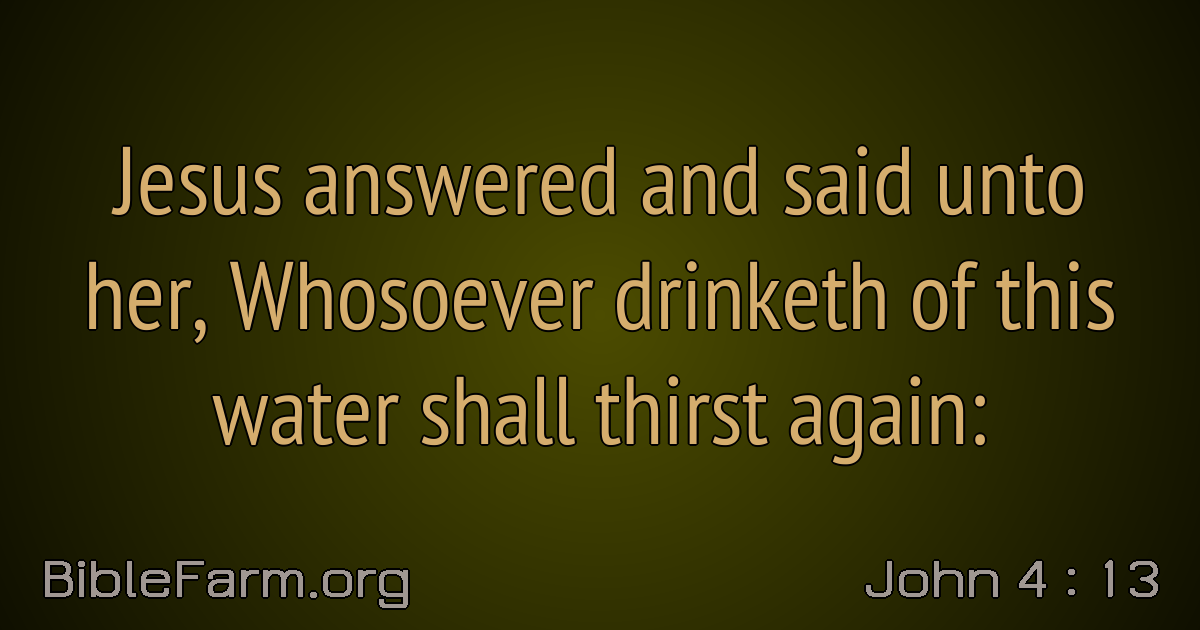 Jesus answered and said unto
her, Whosoever drinketh of this
water shall thirst again:
BibleFarm.org
John 4 : 13